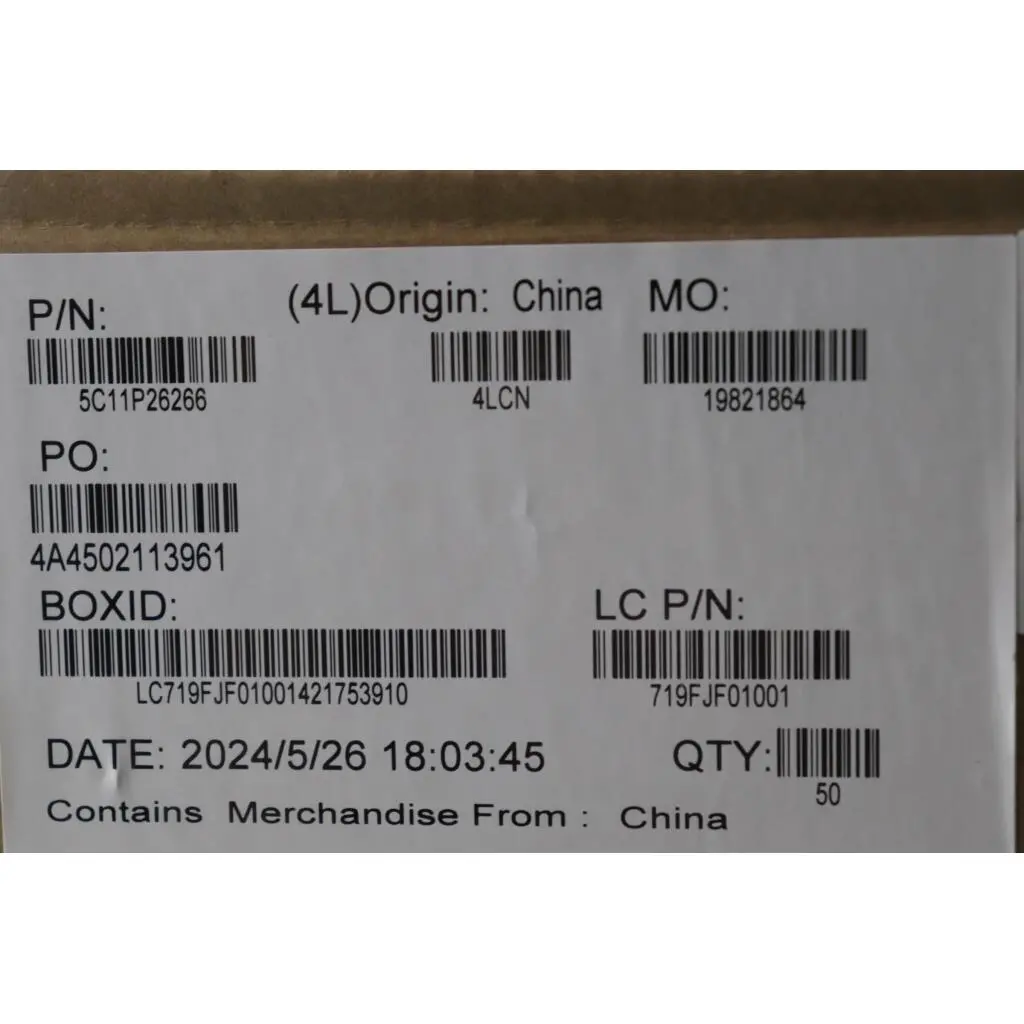 P/N: (4L)Origin: China MO:
5C11P26266 4LCN 19821864
PO:
4A4502113961
BOXID: LC P/N:
LC719FJF01001421753910 719FJF01001
DATE: 2024/5/26 18:03:45 QTY:
50
Contains Merchandise From : China